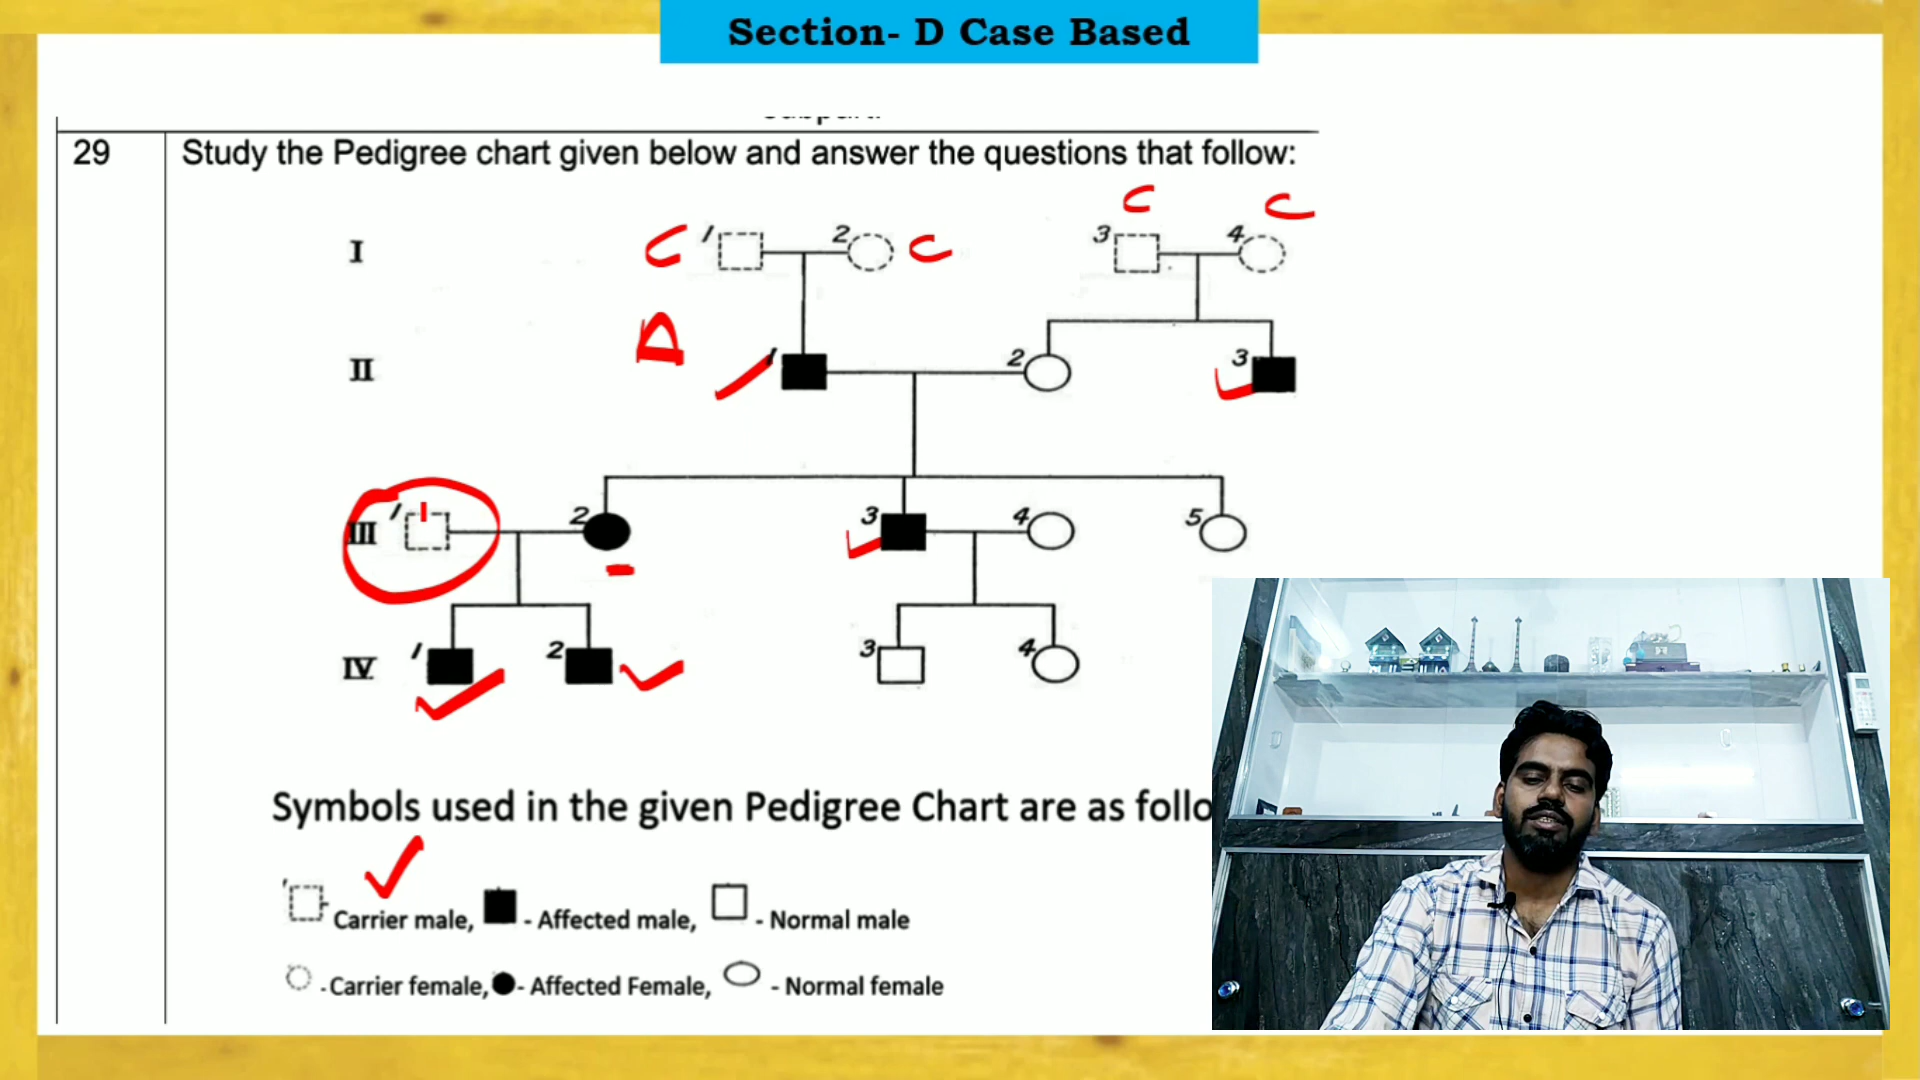 Section- D Case Based
29 Study the Pedigree chart given below and answer the questions that follow:
C C
I C 1 2 C 3 4
II D 1 2 3
III 1 2 3 4 5
IV 1 2 3 4
Symbols used in the given Pedigree Chart are as follo
Carrier male, - Affected male, - Normal male
- Carrier female, - Affected Female, - Normal female